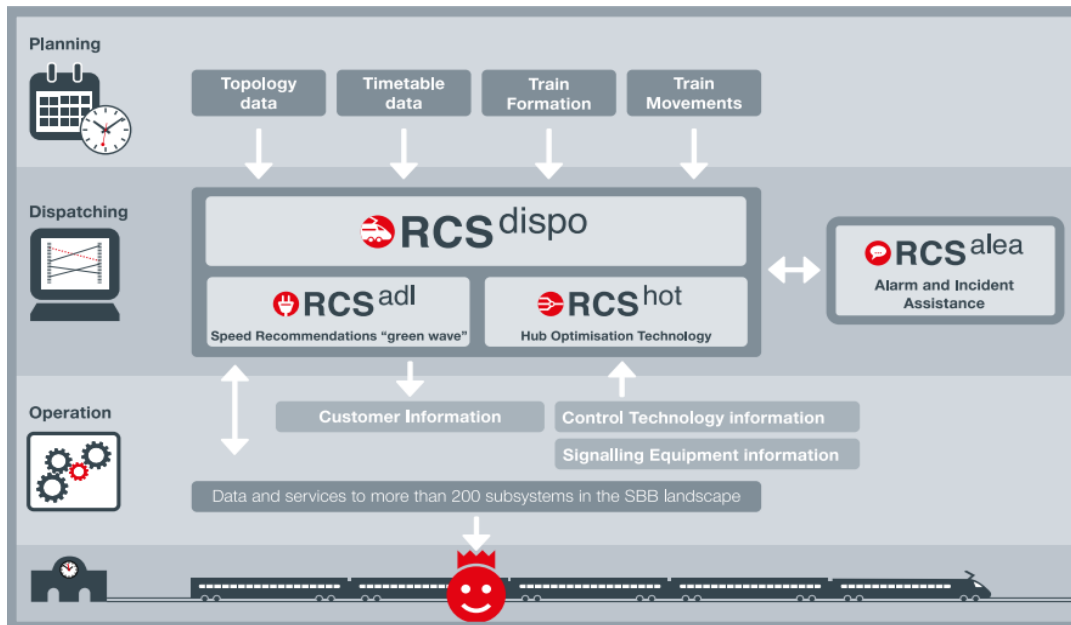 Planning
Topology
data
Timetable
data
Train
Formation
Train
Movements
Dispatching
RCS dispo
RCS adl
Speed Recommendations “green wave”
RCS hot
Hub Optimisation Technology
RCS alea
Alarm and Incident
Assistance
Operation
Customer Information
Control Technology information
Signalling Equipment information
Data and services to more than 200 subsystems in the SBB landscape